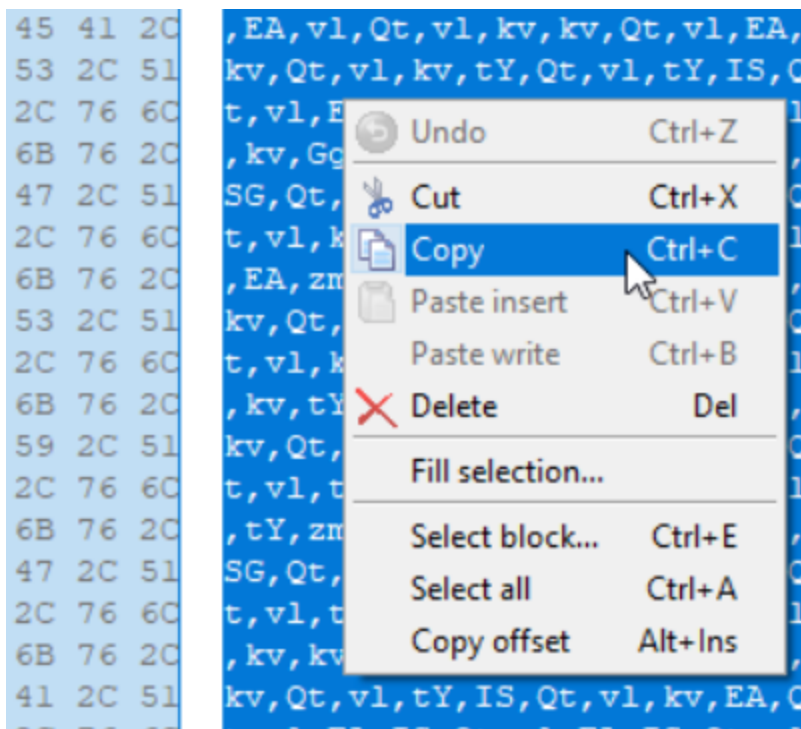 45 41 2C ,EA,vl,Qt,vl,kv,kv,Qt,vl,EA,
53 2C 51 kv,Qt,vl,kv,tY,Qt,vl,tY,IS,Q
2C 76 6C t,vl,E
Undo Ctrl+Z
6B 76 2C ,kv,Gg
47 2C 51 SG,Qt,
Cut Ctrl+X
2C 76 6C t,vl,k
Copy Ctrl+C
6B 76 2C ,EA,zm
Paste insert Ctrl+V
53 2C 51 kv,Qt,
2C 76 6C t,vl,k
Paste write Ctrl+B
6B 76 2C ,kv,tY
Delete Del
59 2C 51 kv,Qt,
Fill selection...
2C 76 6C t,vl,t
6B 76 2C ,tY,zm
Select block... Ctrl+E
47 2C 51 SG,Qt,
Select all Ctrl+A
2C 76 6C t,vl,t
6B 76 2C ,kv,kv
Copy offset Alt+Ins
41 2C 51 kv,Qt,vl,tY,IS,Qt,vl,kv,EA,Q